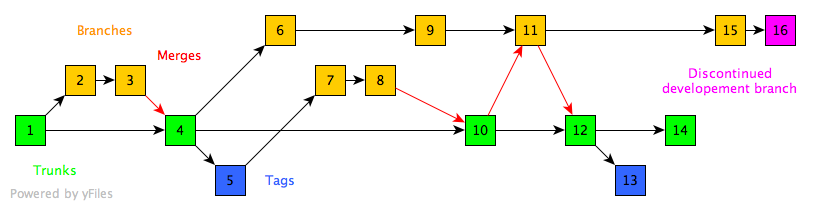 Branches
6
9
11
15
16
Merges
2
3
7
8
Discontinued
developement branch
1
4
10
12
14
Trunks
5
Tags
13
Powered by yFiles